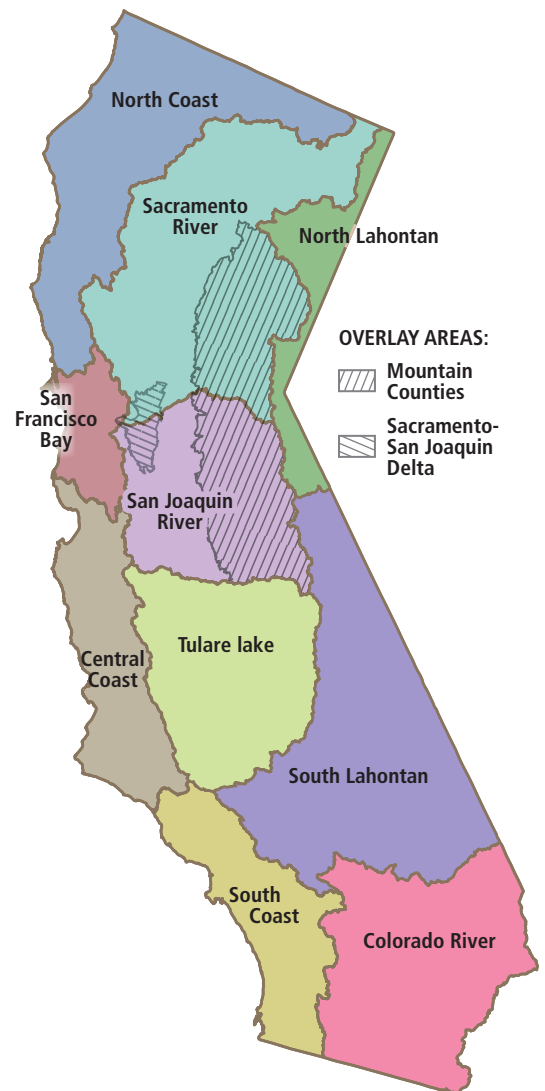 North Coast
Sacramento
River
North Lahontan
OVERLAY AREAS:
Mountain
Counties
Sacramento-
San Joaquin
Delta
San
Francisco
Bay
San Joaquin
River
Tulare lake
Central
Coast
South Lahontan
South
Coast
Colorado River